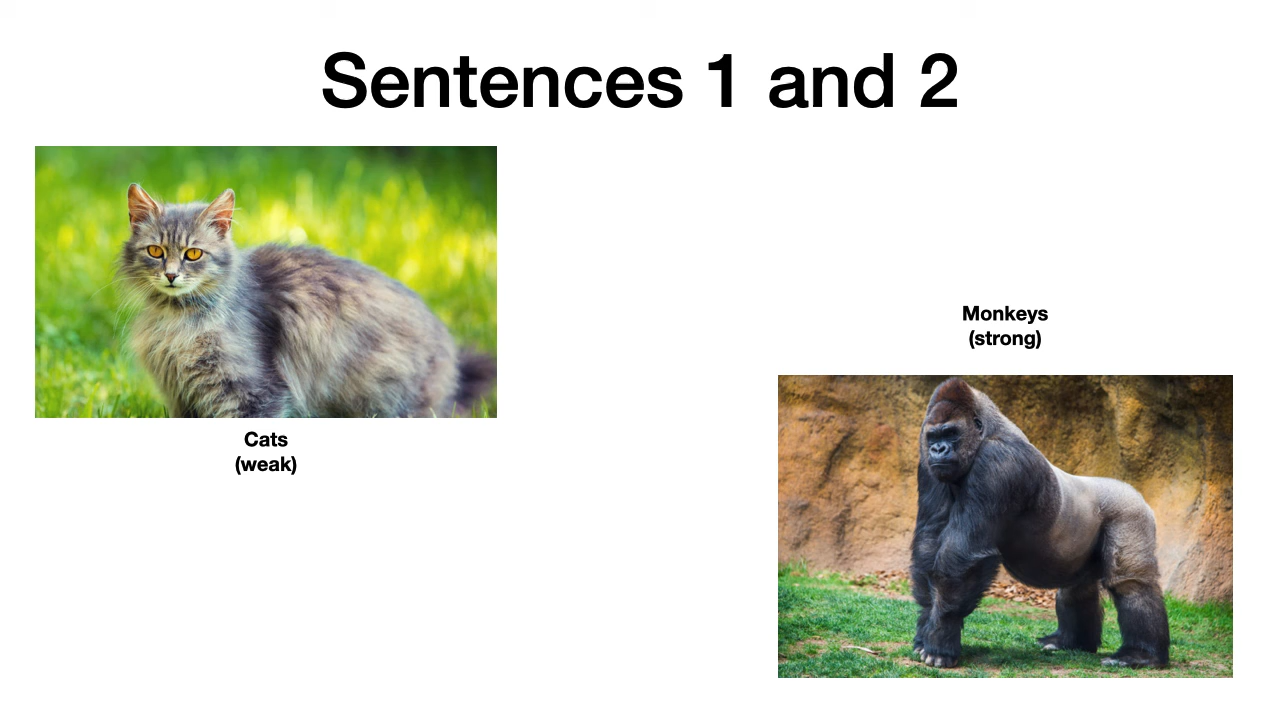 Sentences 1 and 2
Cats
(weak)
Monkeys
(strong)